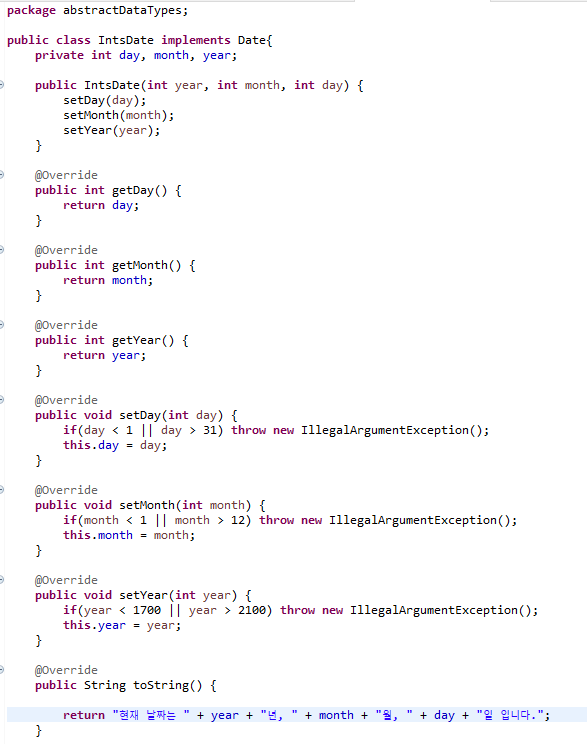 package abstractDataTypes;
public class IntsDate implements Date{
private int day, month, year;
public IntsDate(int year, int month, int day) {
setDay(day);
setMonth(month);
setYear(year);
}
@Override
public int getDay() {
return day;
}
@Override
public int getMonth() {
return month;
}
@Override
public int getYear() {
return year;
}
@Override
public void setDay(int day) {
if(day < 1 || day > 31) throw new IllegalArgumentException();
this.day = day;
}
@Override
public void setMonth(int month) {
if(month < 1 || month > 12) throw new IllegalArgumentException();
this.month = month;
}
@Override
public void setYear(int year) {
if(year < 1700 || year > 2100) throw new IllegalArgumentException();
this.year = year;
}
@Override
public String toString() {
return "현재 날짜는 " + year + "년, " + month + "월, " + day + "일 입니다.";
}